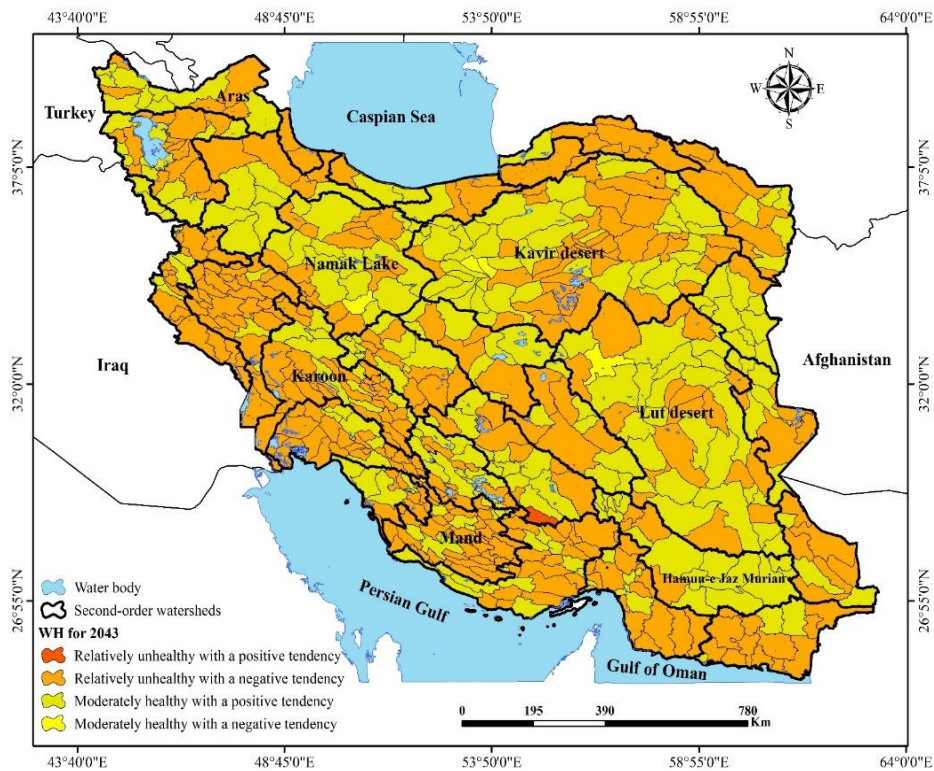 43°40'0"E 48°45'0"E 53°50'0"E 58°55'0"E 64°0'0"E
N
W E
S
Turkey
Aras
Caspian Sea
37°5'0"N
37°5'0"N
Namak Lake
Kavir desert
Iraq
Afghanistan
32°0'0"N
32°0'0"N
Karoon
Lut desert
Mand
Hamun-e Jaz Murian
26°55'0"N
26°55'0"N
Persian Gulf
Gulf of Oman
Water body
Second-order watersheds
WH for 2043
Relatively unhealthy with a positive tendency
Relatively unhealthy with a negative tendency
Moderately healthy with a positive tendency
Moderately healthy with a negative tendency
0 195 390 780
Km
43°40'0"E 48°45'0"E 53°50'0"E 58°55'0"E 64°0'0"E